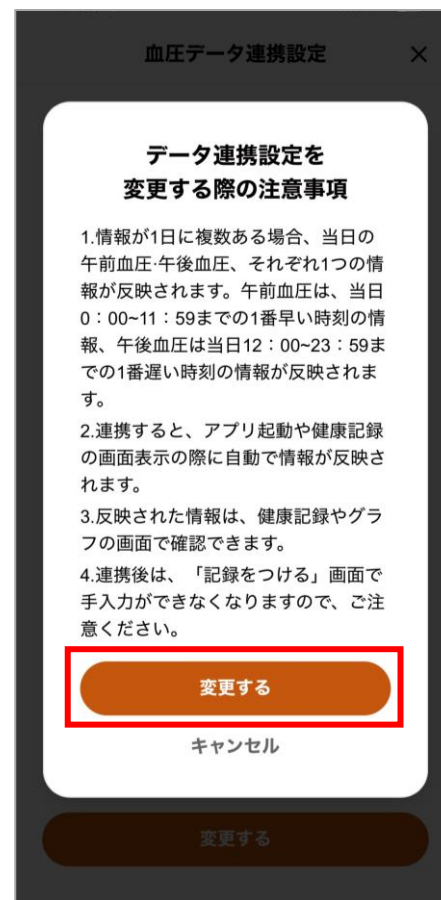 血圧データ連携設定 ×
データ連携設定を
変更する際の注意事項
1.情報が1日に複数ある場合、当日の
午前血圧·午後血圧、それぞれ1つの情
報が反映されます。午前血圧は、当日
0：00~11：59までの1番早い時刻の情
報、午後血圧は当日12：00~23：59ま
での1番遅い時刻の情報が反映されま
す。
2.連携すると、アプリ起動や健康記録
の画面表示の際に自動で情報が反映さ
れます。
3.反映された情報は、健康記録やグラ
フの画面で確認できます。
4.連携後は、「記録をつける」画面で
手入力ができなくなりますので、ご注
意ください。
変更する
キャンセル
変更する